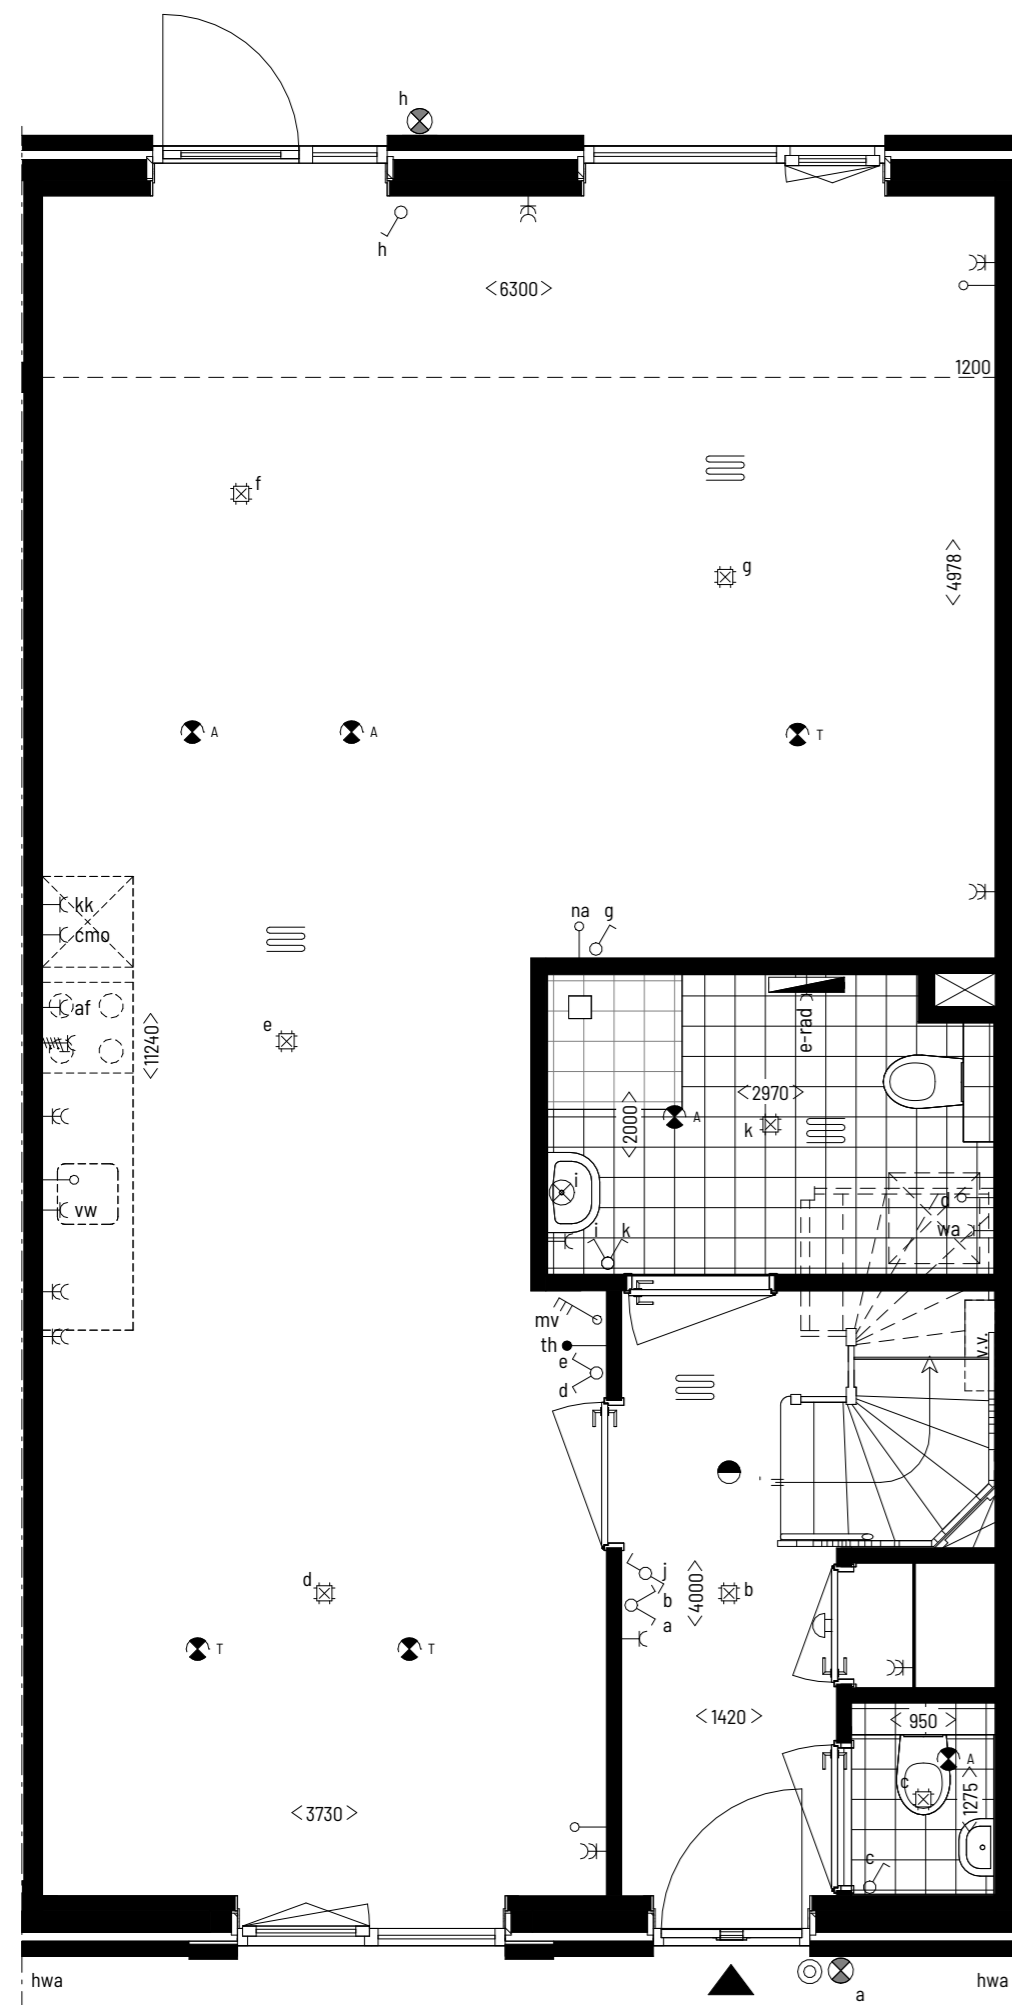 h
h
<6300>
1200
f
g
<4978>
A
A
T
kk
cmo
na
g
af
e
<11240>
e-rad
<2970>
<2000>
A
k
i
vw
d
wa
i
k
mv
th
e
d
v.v.
d
j
b
a
<4000>
b
T
T
<1420>
<950>
A
c
<1275>
<3730>
c
hwa
hwa
a